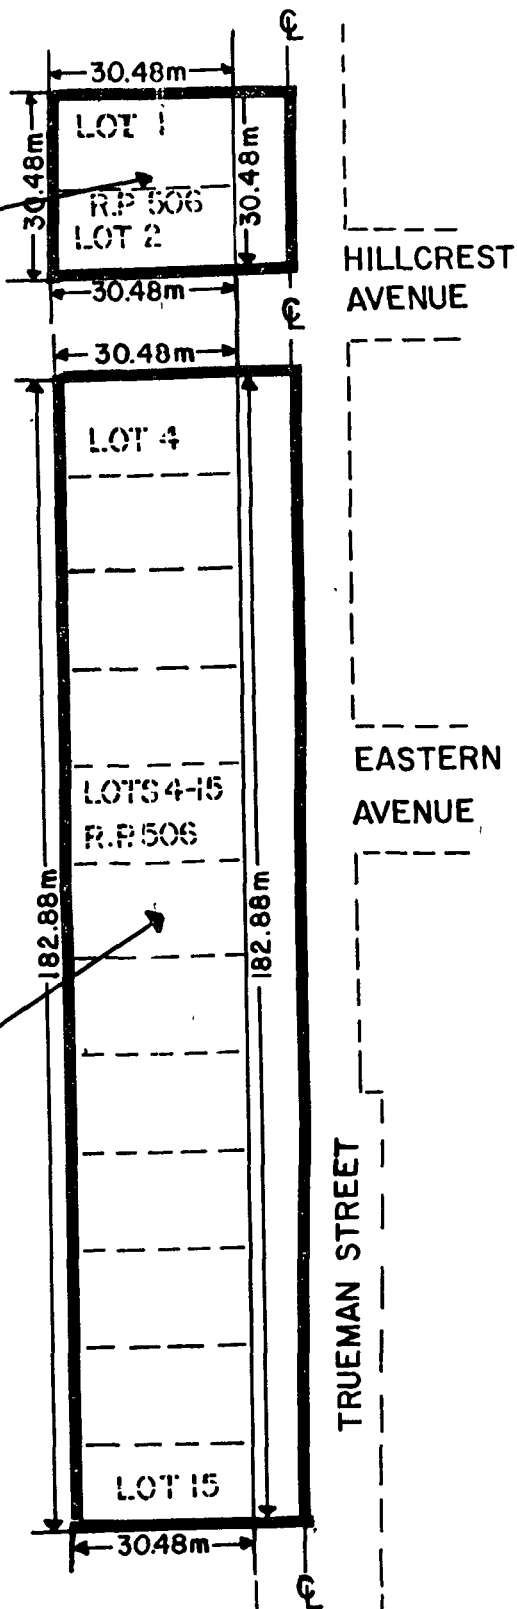 ℄
30.48m
LOT 1
30.48m
30.48m
R.P 506
LOT 2
30.48m
HILLCREST
AVENUE
℄
30.48m
LOT 4
LOTS 4-15
R.P. 506
EASTERN
AVENUE
182.88m
182.88m
TRUEMAN STREET
LOT 15
30.48m
℄